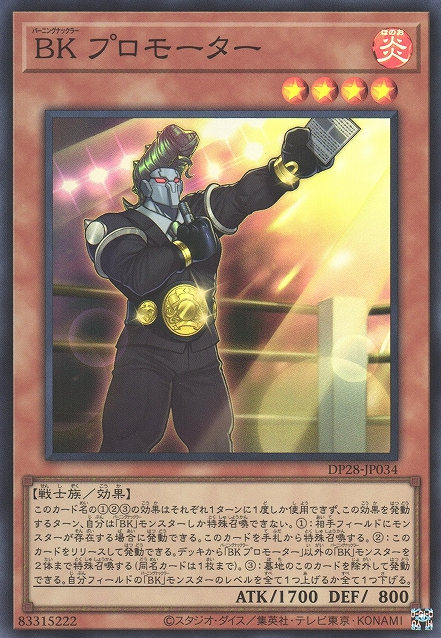 バーニングナックラー
BK プロモーター
ほのお
炎
DP28-JP034
【戦士族／効果】
このカード名の①②③の効果はそれぞれ１ターンに１度しか使用できず、この効果を発動
するターン、自分は「BK」モンスターしか特殊召喚できない。①：相手フィールドにモン
スターが存在する場合に発動できる。このカードを手札から特殊召喚する。②：この
カードをリリースして発動できる。デッキから「BK プロモーター」以外の「BK」モンスターを
２体まで特殊召喚する（同名カードは１枚まで）。③：墓地のこのカードを除外して発動
できる。自分フィールドの「BK」モンスターのレベルを全て１つ上げるか全て１つ下げる。
ATK/1700 DEF/ 800
83315222
©スタジオ・ダイス／集英社・テレビ東京・KONAMI